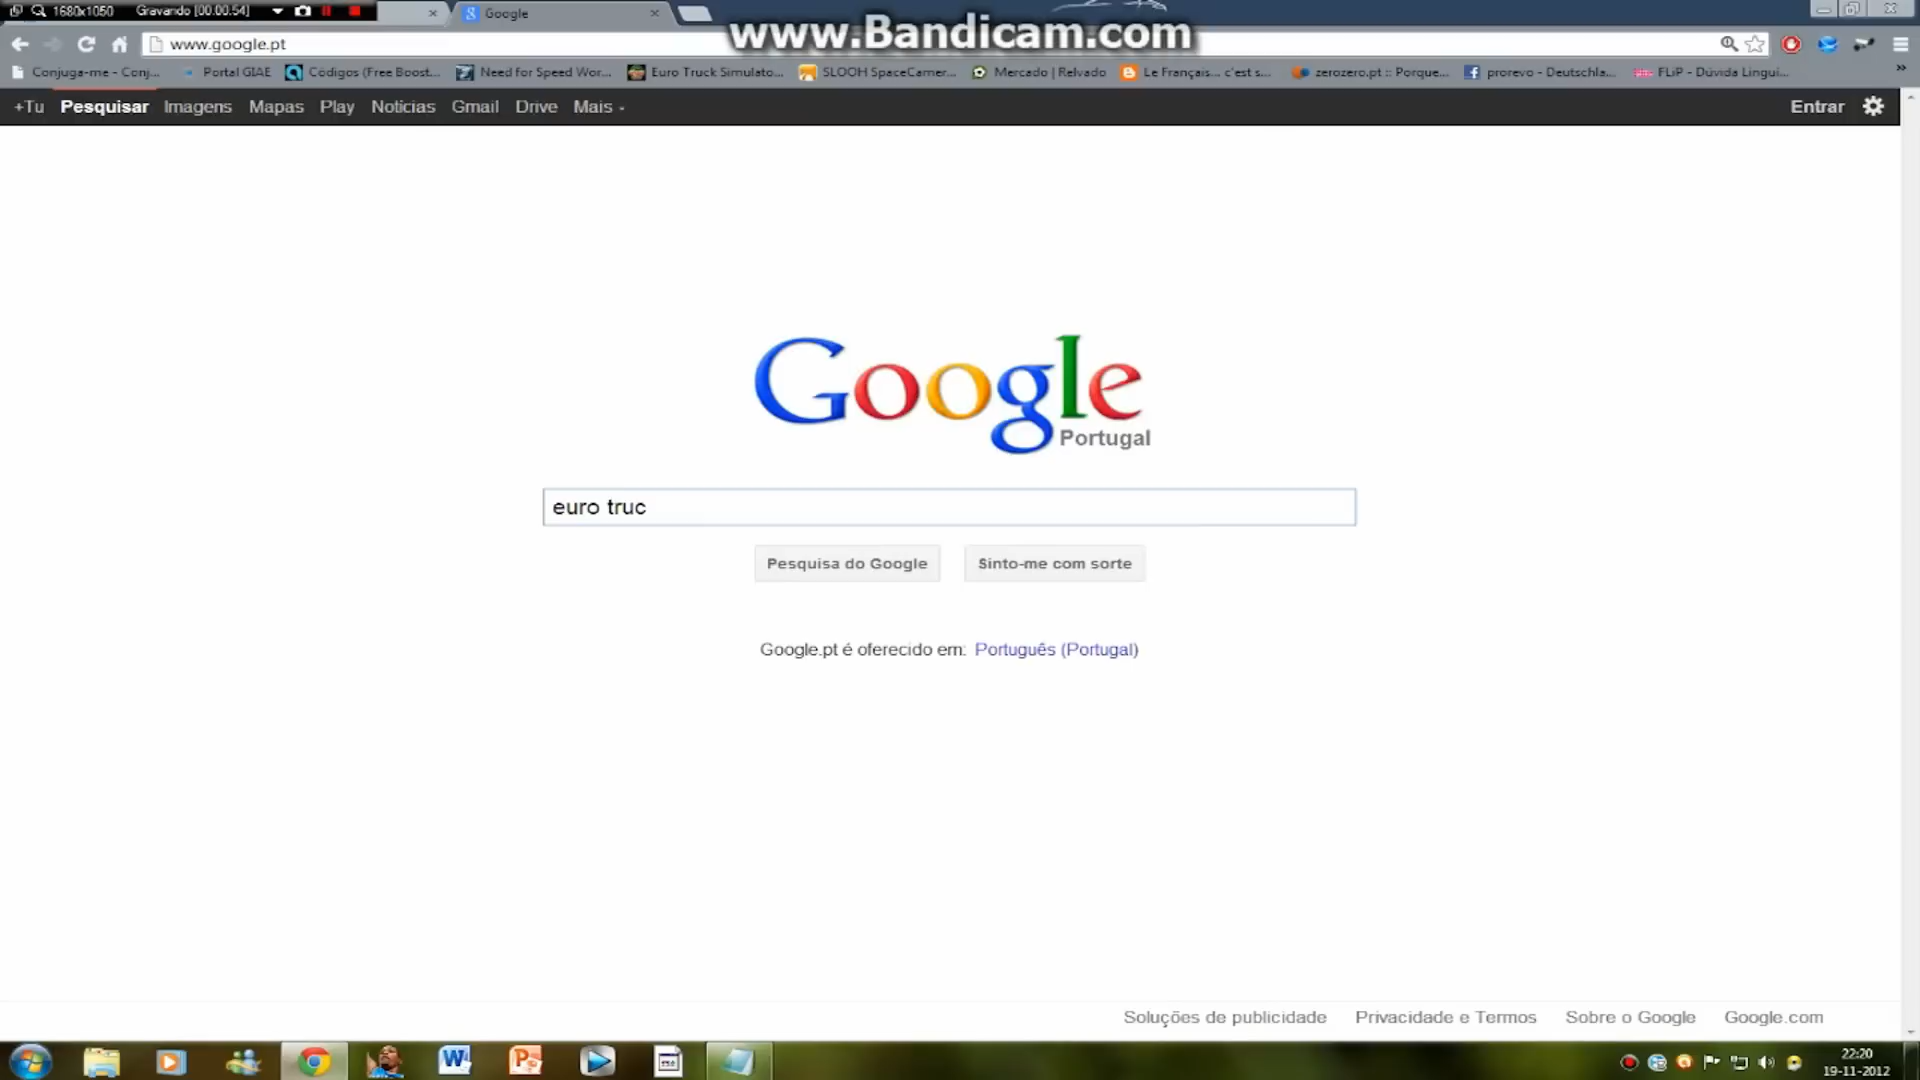 1680x1050 Gravando [00:00:54]
Google
www.Bandicam.com
www.google.pt
Conjuga-me - Conj... Portal GIAE Códigos (Free Boost... Need for Speed Wor... Euro Truck Simulato... SLOOH SpaceCamer... Mercado | Relvado Le Français... c'est s... zerozero.pt :: Porque... prorevo - Deutschla... FLiP - Dúvida Lingui... »
+Tu Pesquisar Imagens Mapas Play Notícias Gmail Drive Mais Entrar
Google
Portugal
euro truc
Pesquisa do Google Sinto-me com sorte
Google.pt é oferecido em: Português (Portugal)
Soluções de publicidade Privacidade e Termos Sobre o Google Google.com
22:20
19-11-2012